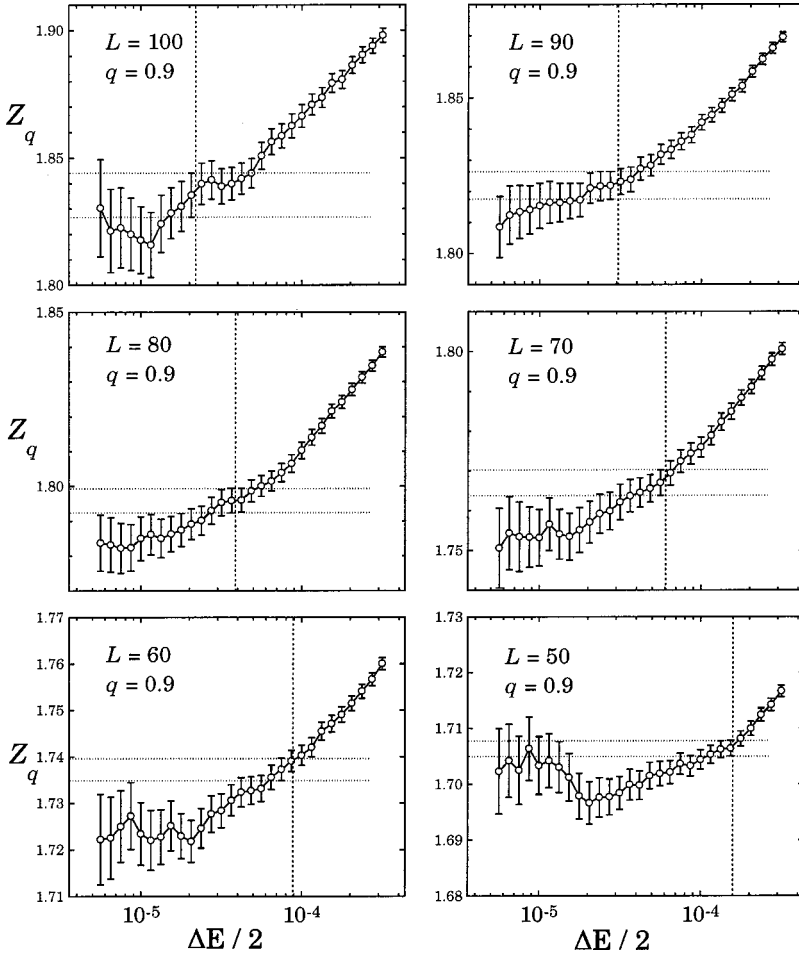 1.90
L = 100
q = 0.9
Z_q
1.85
1.80
L = 90
q = 0.9
1.85
1.80
1.85
L = 80
q = 0.9
Z_q
1.80
L = 70
q = 0.9
1.80
1.75
1.77
L = 60
q = 0.9
1.76
1.75
Z_q
1.74
1.73
1.72
1.71
10^-5
10^-4
ΔE / 2
1.73
L = 50
q = 0.9
1.72
1.71
1.70
1.69
1.68
10^-5
10^-4
ΔE / 2